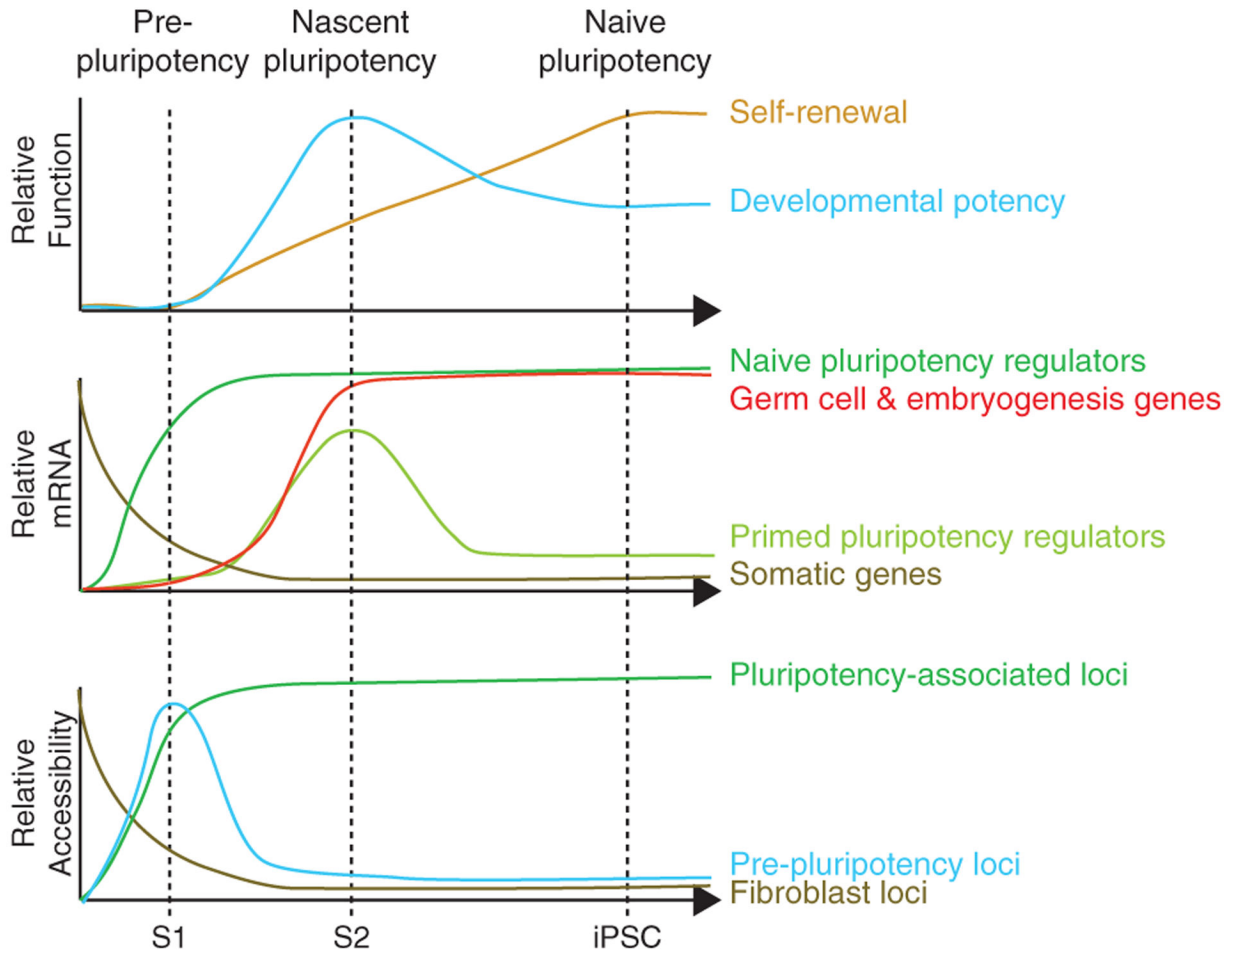 Pre-
pluripotency
Nascent
pluripotency
Naive
pluripotency
Relative
Function
Self-renewal
Developmental potency
Relative
mRNA
Naive pluripotency regulators
Germ cell & embryogenesis genes
Primed pluripotency regulators
Somatic genes
Relative
Accessibility
Pluripotency-associated loci
Pre-pluripotency loci
Fibroblast loci
S1
S2
iPSC